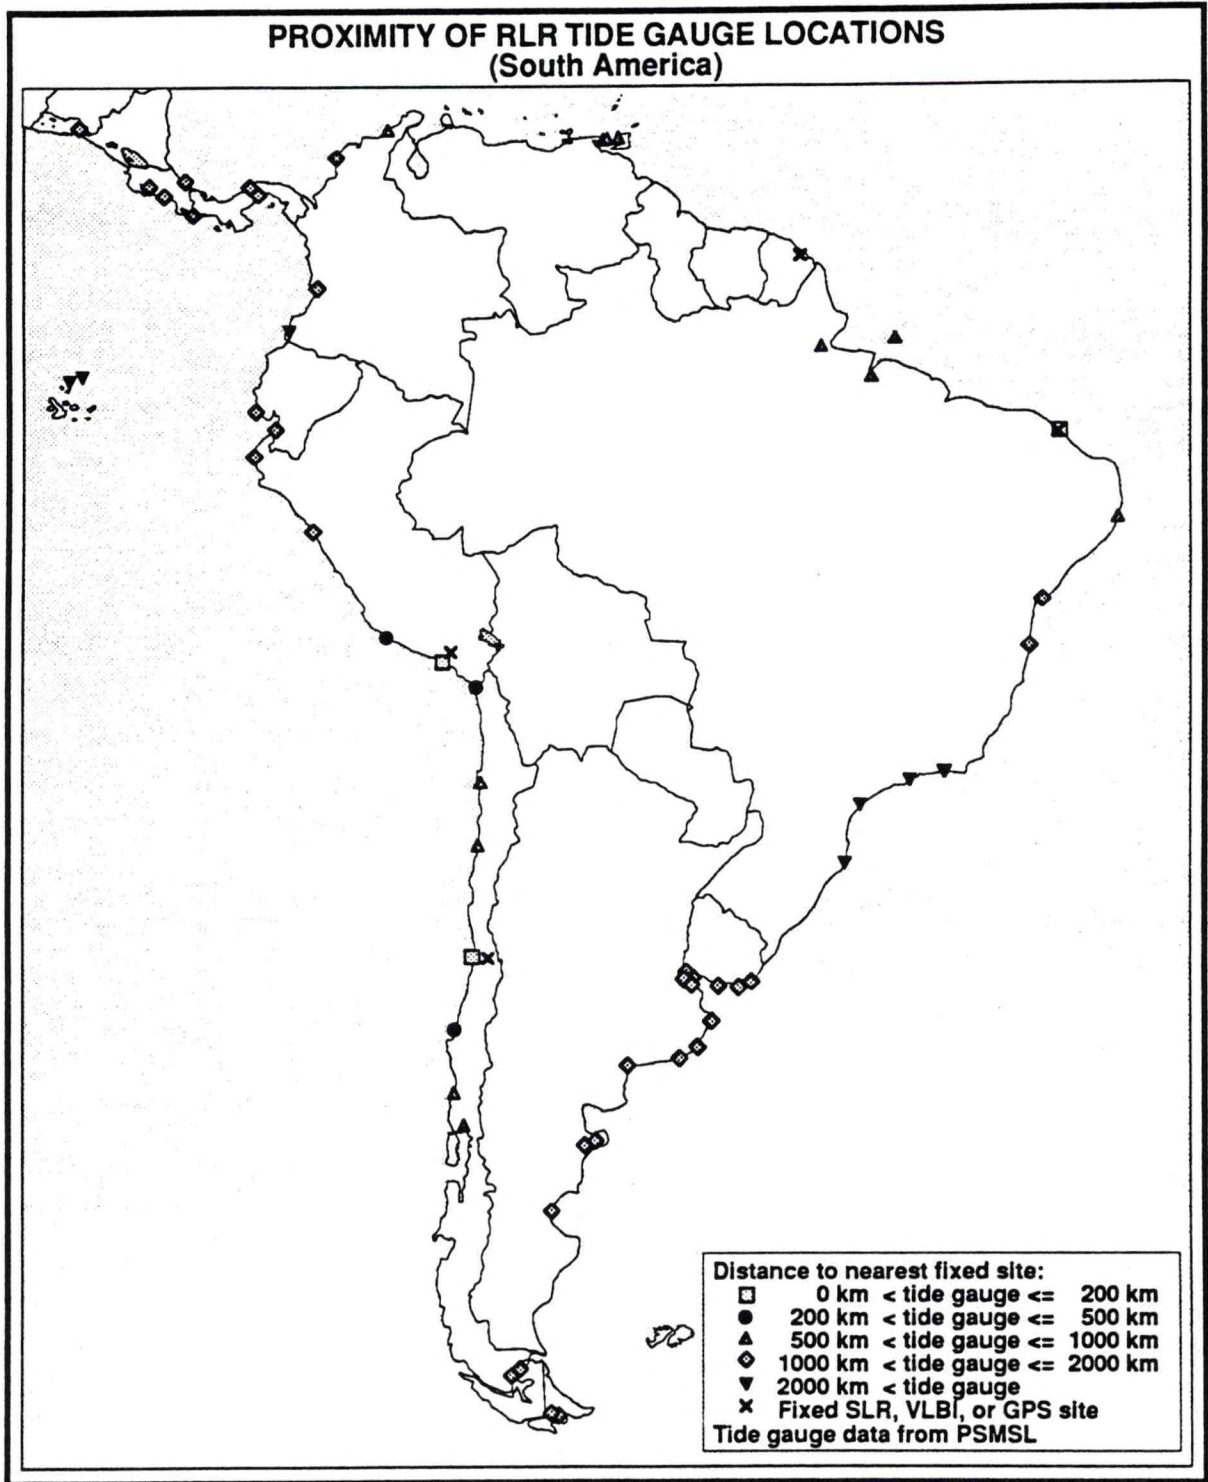 PROXIMITY OF RLR TIDE GAUGE LOCATIONS
(South America)
Distance to nearest fixed site:
0 km < tide gauge <= 200 km
200 km < tide gauge <= 500 km
500 km < tide gauge <= 1000 km
1000 km < tide gauge <= 2000 km
2000 km < tide gauge
Fixed SLR, VLBI, or GPS site
Tide gauge data from PSMSL